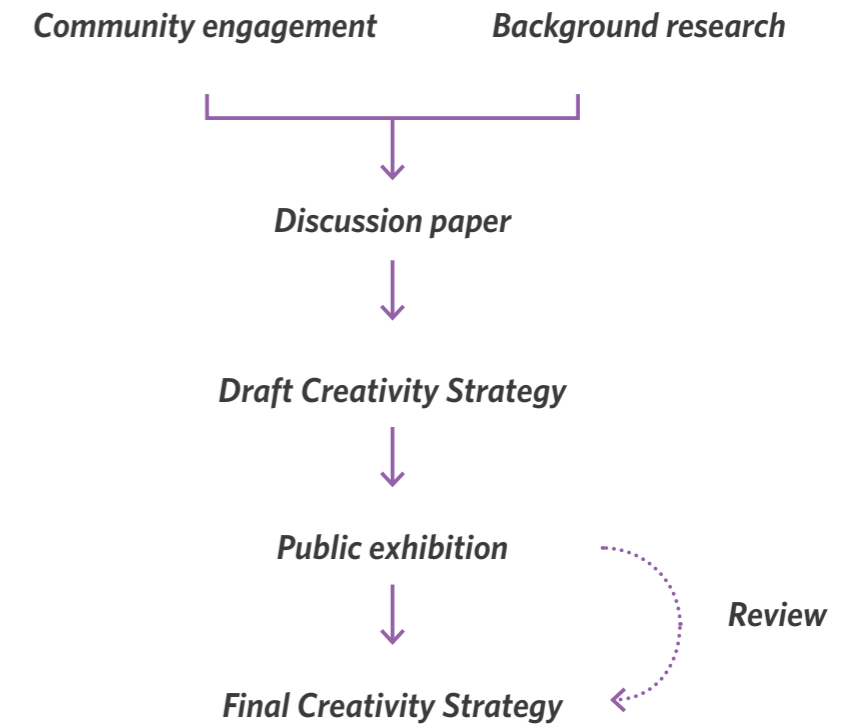 Community engagement
Background research
Discussion paper
Draft Creativity Strategy
Public exhibition
Review
Final Creativity Strategy